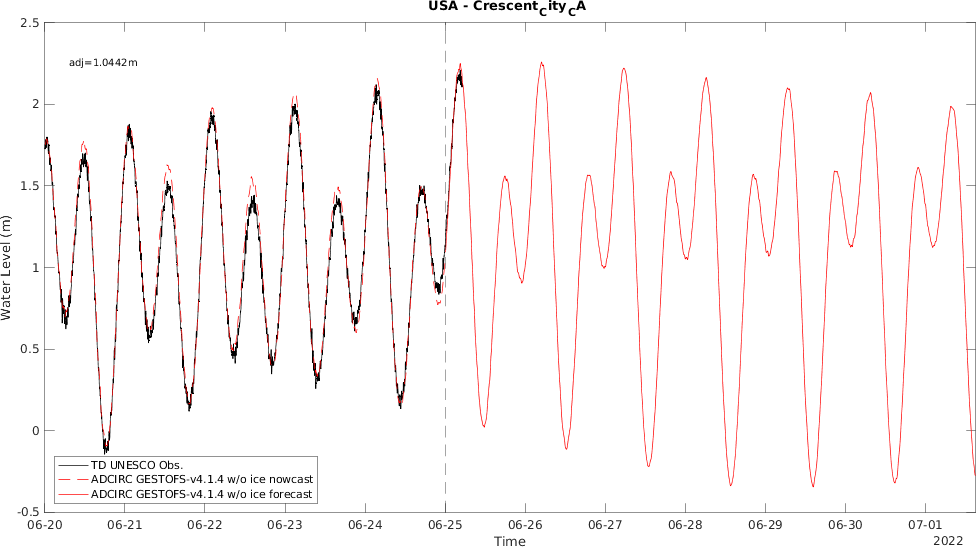 USA - CrescentCityCA
2.5
adj=1.0442m
2
1.5
Water Level (m)
1
0.5
0
TD UNESCO Obs.
ADCIRC GESTOFS-v4.1.4 w/o ice nowcast
ADCIRC GESTOFS-v4.1.4 w/o ice forecast
-0.5
06-20 06-21 06-22 06-23 06-24 06-25 06-26 06-27 06-28 06-29 06-30 07-01
Time
2022